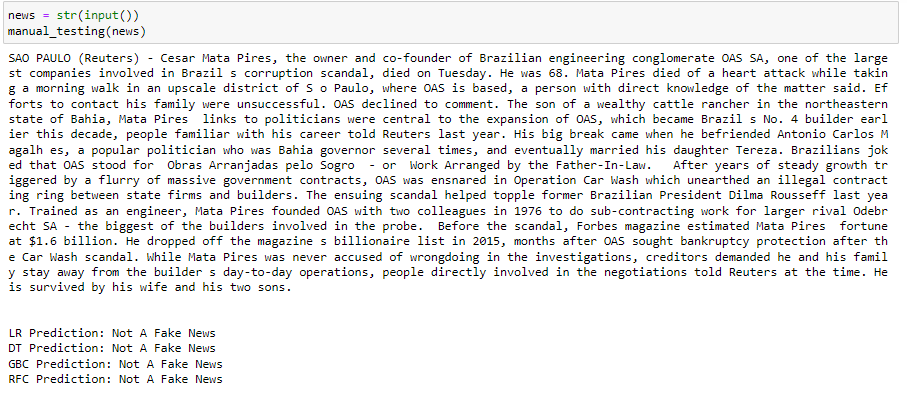 news = str(input())
manual_testing(news)
SAO PAULO (Reuters) - Cesar Mata Pires, the owner and co-founder of Brazilian engineering conglomerate OAS SA, one of the large
st companies involved in Brazil s corruption scandal, died on Tuesday. He was 68. Mata Pires died of a heart attack while takin
g a morning walk in an upscale district of S o Paulo, where OAS is based, a person with direct knowledge of the matter said. Ef
forts to contact his family were unsuccessful. OAS declined to comment. The son of a wealthy cattle rancher in the northeastern
state of Bahia, Mata Pires  links to politicians were central to the expansion of OAS, which became Brazil s No. 4 builder earl
ier this decade, people familiar with his career told Reuters last year. His big break came when he befriended Antonio Carlos M
agalh es, a popular politician who was Bahia governor several times, and eventually married his daughter Tereza. Brazilians jok
ed that OAS stood for  Obras Arranjadas pelo Sogro  - or  Work Arranged by the Father-In-Law.   After years of steady growth tr
iggered by a flurry of massive government contracts, OAS was ensnared in Operation Car Wash which unearthed an illegal contract
ing ring between state firms and builders. The ensuing scandal helped topple former Brazilian President Dilma Rousseff last yea
r. Trained as an engineer, Mata Pires founded OAS with two colleagues in 1976 to do sub-contracting work for larger rival Odebr
echt SA - the biggest of the builders involved in the probe.  Before the scandal, Forbes magazine estimated Mata Pires  fortune
at $1.6 billion. He dropped off the magazine s billionaire list in 2015, months after OAS sought bankruptcy protection after th
e Car Wash scandal. While Mata Pires was never accused of wrongdoing in the investigations, creditors demanded he and his famil
y stay away from the builder s day-to-day operations, people directly involved in the negotiations told Reuters at the time. He
is survived by his wife and his two sons.
LR Prediction: Not A Fake News
DT Prediction: Not A Fake News
GBC Prediction: Not A Fake News
RFC Prediction: Not A Fake News